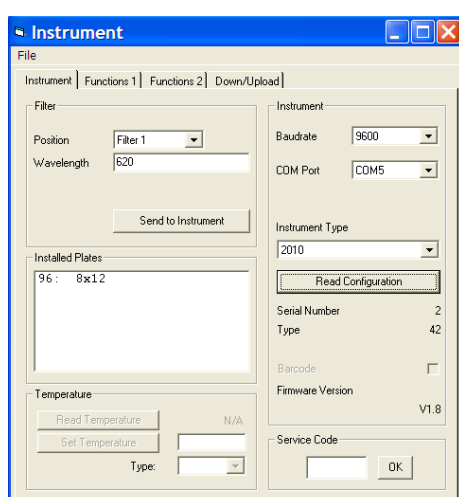 Instrument
File
Instrument Functions 1 Functions 2 Down/Upload
Filter
Position Filter 1
Wavelength 620
Send to Instrument
Installed Plates
96: 8x12
Temperature
Read Temperature N/A
Set Temperature
Type:
Instrument
Baudrate 9600
COM Port COM5
Instrument Type
2010
Read Configuration
Serial Number 2
Type 42
Barcode
Firmware Version
V1.8
Service Code
OK